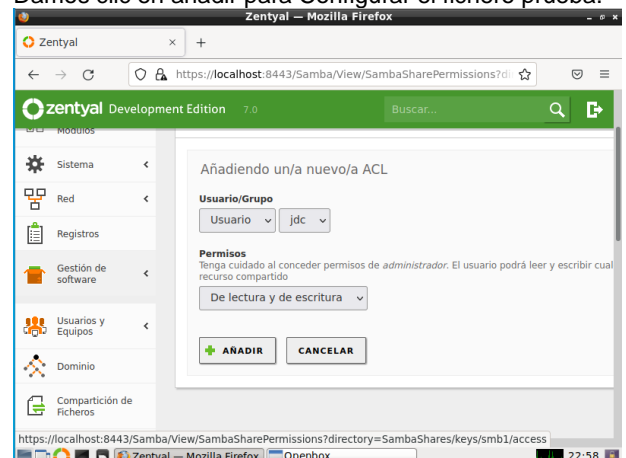 Damos clic en añadir para Configurar el fichero prueba.
Zentyal — Mozilla Firefox
Zentyal
https://localhost:8443/Samba/View/SambaSharePermissions?di
zentyal Development Edition 7.0
Buscar...
Módulos
Sistema
Red
Registros
Gestión de
software
Usuarios y
Equipos
Dominio
Compartición de
Ficheros
Añadiendo un/a nuevo/a ACL
Usuario/Grupo
Usuario jdc
Permisos
Tenga cuidado al conceder permisos de administrador. El usuario podrá leer y escribir cual
recurso compartido
De lectura y de escritura
AÑADIR CANCELAR
https://localhost:8443/Samba/View/SambaSharePermissions?directory=SambaShares/keys/smb1/access
Zentyal — Mozilla Firefox Openbox 22:58